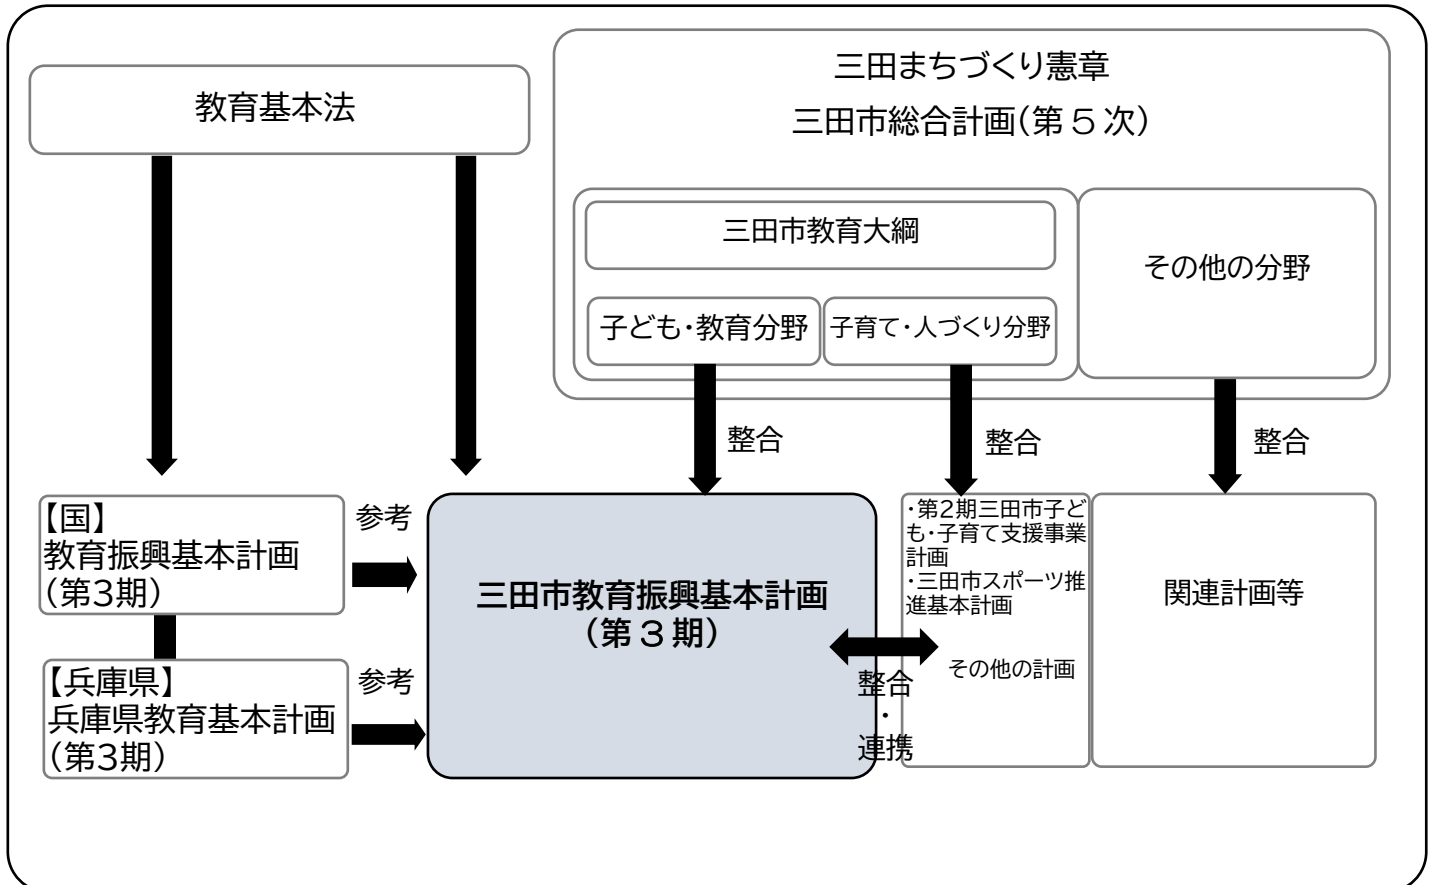 教育基本法
三田まちづくり憲章
三田市総合計画（第５次）
三田市教育大綱
その他の分野
子ども・教育分野
子育て・人づくり分野
整合
整合
整合
【国】
教育振興基本計画
（第3期）
参考
【兵庫県】
兵庫県教育基本計画
（第3期）
参考
三田市教育振興基本計画
（第３期）
整合
・
連携
・第2期三田市子ど
も・子育て支援事業
計画
・三田市スポーツ推
進基本計画
その他の計画
関連計画等